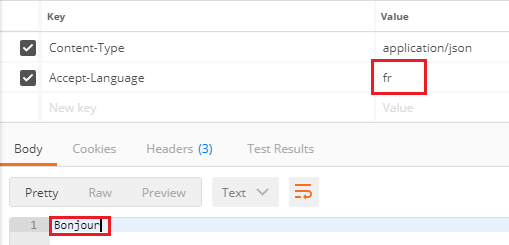 Key Value
Content-Type application/json
Accept-Language fr
New key Value
Body Cookies Headers (3) Test Results
Pretty Raw Preview Text
1 Bonjour